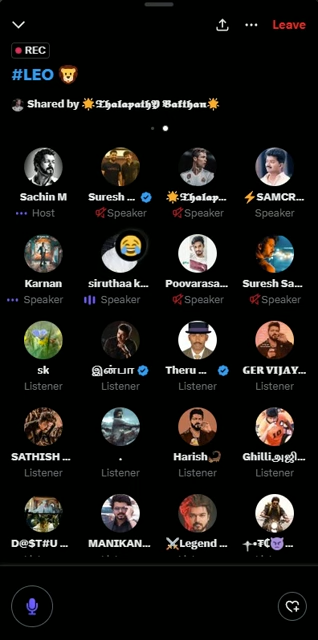 Leave
REC
#LEO 🦁
Shared by 🌟𝕿𝖍𝖆𝖑𝖆𝖕𝖆𝖙𝖍𝖞 𝕱𝖆𝖎𝖙𝖍𝖆𝖓🌟
Sachin M Suresh ... 🌟𝕿𝖍𝖆𝖑𝖆𝖕... ⚡SAMCR...
Host Speaker Speaker Speaker
Karnan siruthaa k... Poovarasa... Suresh Sa...
Speaker Speaker Speaker Speaker
sk இன்பா Theru ... GER VIJAY...
Listener Listener Listener Listener
SATHISH ... . Harish🦂 Ghilliஅஜி...
Listener Listener Listener Listener
D@$T#U ... MANIKAN... ⚔️Legend ...